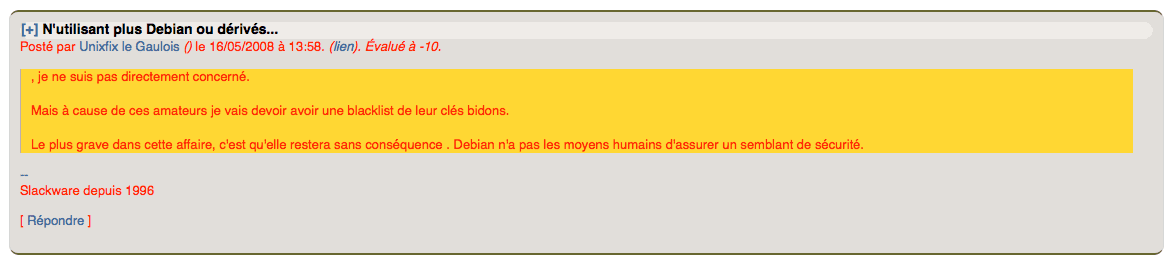 [+] N'utilisant plus Debian ou dérivés...
Posté par Unixfix le Gaulois () le 16/05/2008 à 13:58. (lien). Évalué à -10.
, je ne suis pas directement concerné.
Mais à cause de ces amateurs je vais devoir avoir une blacklist de leur clés bidons.
Le plus grave dans cette affaire, c'est qu'elle restera sans conséquence . Debian n'a pas les moyens humains d'assurer un semblant de sécurité.
--
Slackware depuis 1996
[ Répondre ]